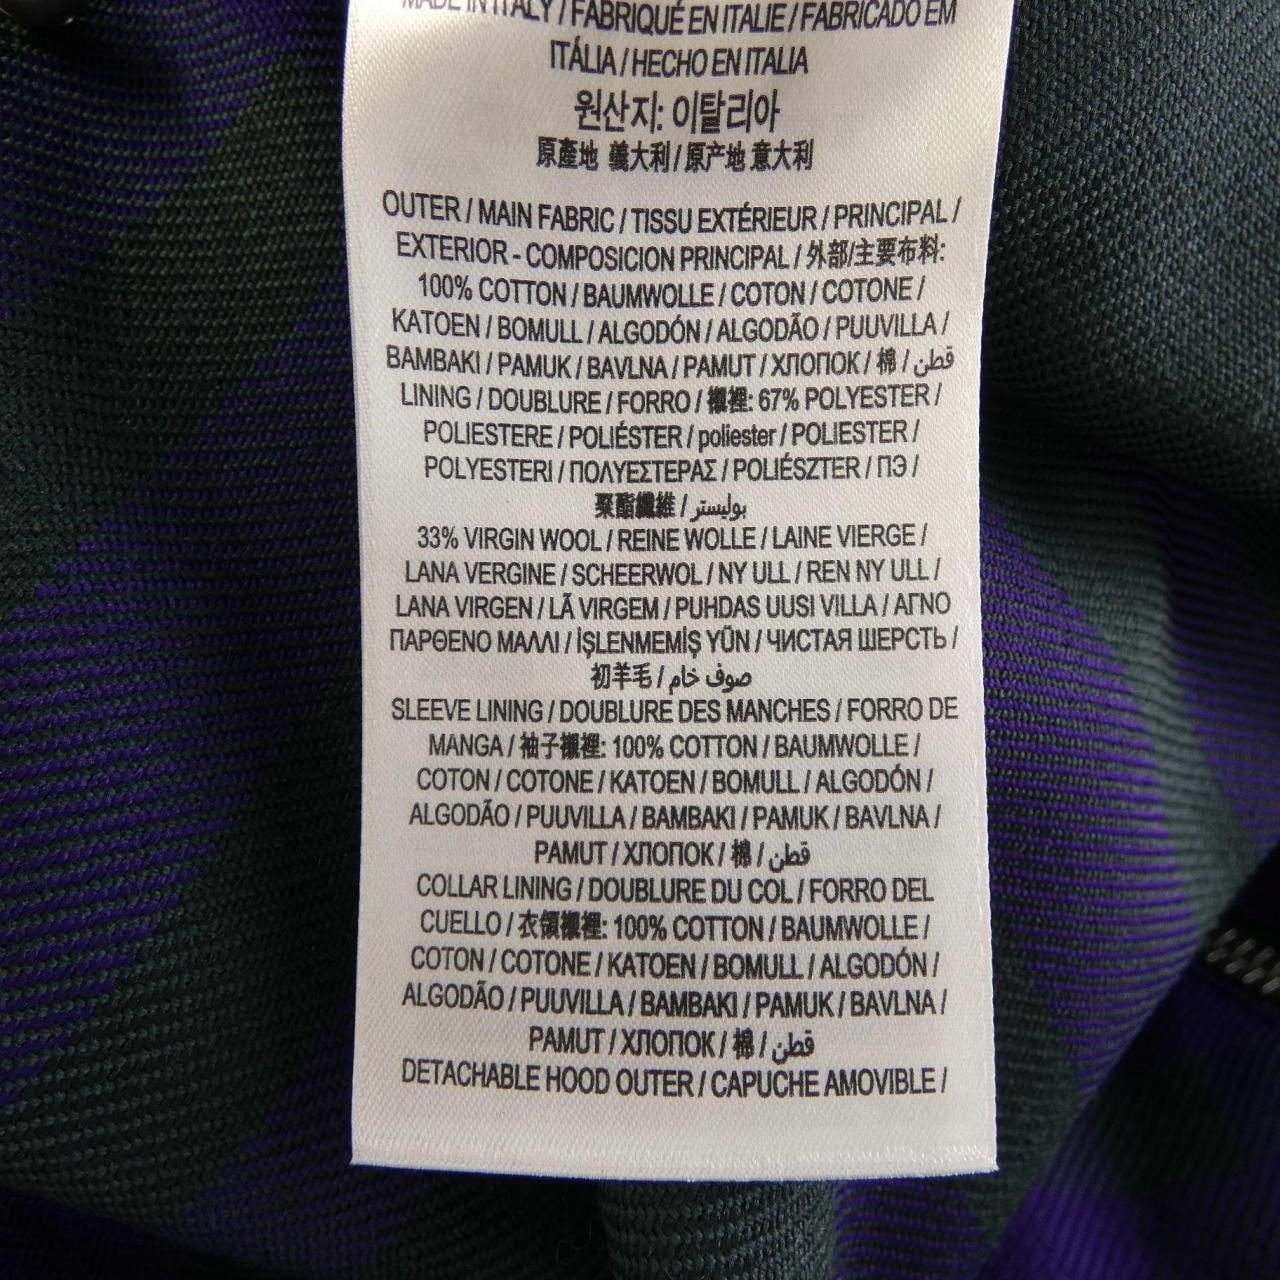 MADE IN ITALY / FABRIQUÉ EN ITALIE / FABRICADO EM
ITÁLIA / HECHO EN ITALIA
원산지: 이탈리아
原產地 義大利 / 原产地 意大利
OUTER / MAIN FABRIC / TISSU EXTÉRIEUR / PRINCIPAL /
EXTERIOR - COMPOSICION PRINCIPAL / 外部/主要布料:
100% COTTON / BAUMWOLLE / COTON / COTONE /
KATOEN / BOMULL / ALGODÓN / ALGODÃO / PUUVILLA /
BAMBAKI / PAMUK / BAVLNA / PAMUT / ХЛОПОК / 棉 / قطن
LINING / DOUBLURE / FORRO / 襯裡: 67% POLYESTER /
POLIESTERE / POLIÉSTER / poliester / POLIESTER /
POLYESTERI / ΠΟΛΥΕΣΤΕΡΑΣ / POLIÉSZTER / ПЭ /
聚酯纖維 / بوليستر
33% VIRGIN WOOL / REINE WOLLE / LAINE VIERGE /
LANA VERGINE / SCHEERWOL / NY ULL / REN NY ULL /
LANA VIRGEN / LÃ VIRGEM / PUHDAS UUSI VILLA / ΑΓΝΟ
ΠΑΡΘΕΝΟ ΜΑΛΛΙ / İŞLENMEMİŞ YÜN / ЧИСТАЯ ШЕРСТЬ /
初羊毛 / صوف خام
SLEEVE LINING / DOUBLURE DES MANCHES / FORRO DE
MANGA / 袖子襯裡: 100% COTTON / BAUMWOLLE /
COTON / COTONE / KATOEN / BOMULL / ALGODÓN /
ALGODÃO / PUUVILLA / BAMBAKI / PAMUK / BAVLNA /
PAMUT / ХЛОПОК / 棉 / قطن
COLLAR LINING / DOUBLURE DU COL / FORRO DEL
CUELLO / 衣領襯裡: 100% COTTON / BAUMWOLLE /
COTON / COTONE / KATOEN / BOMULL / ALGODÓN /
ALGODÃO / PUUVILLA / BAMBAKI / PAMUK / BAVLNA /
PAMUT / ХЛОПОК / 棉 / قطن
DETACHABLE HOOD OUTER / CAPUCHE AMOVIBLE /